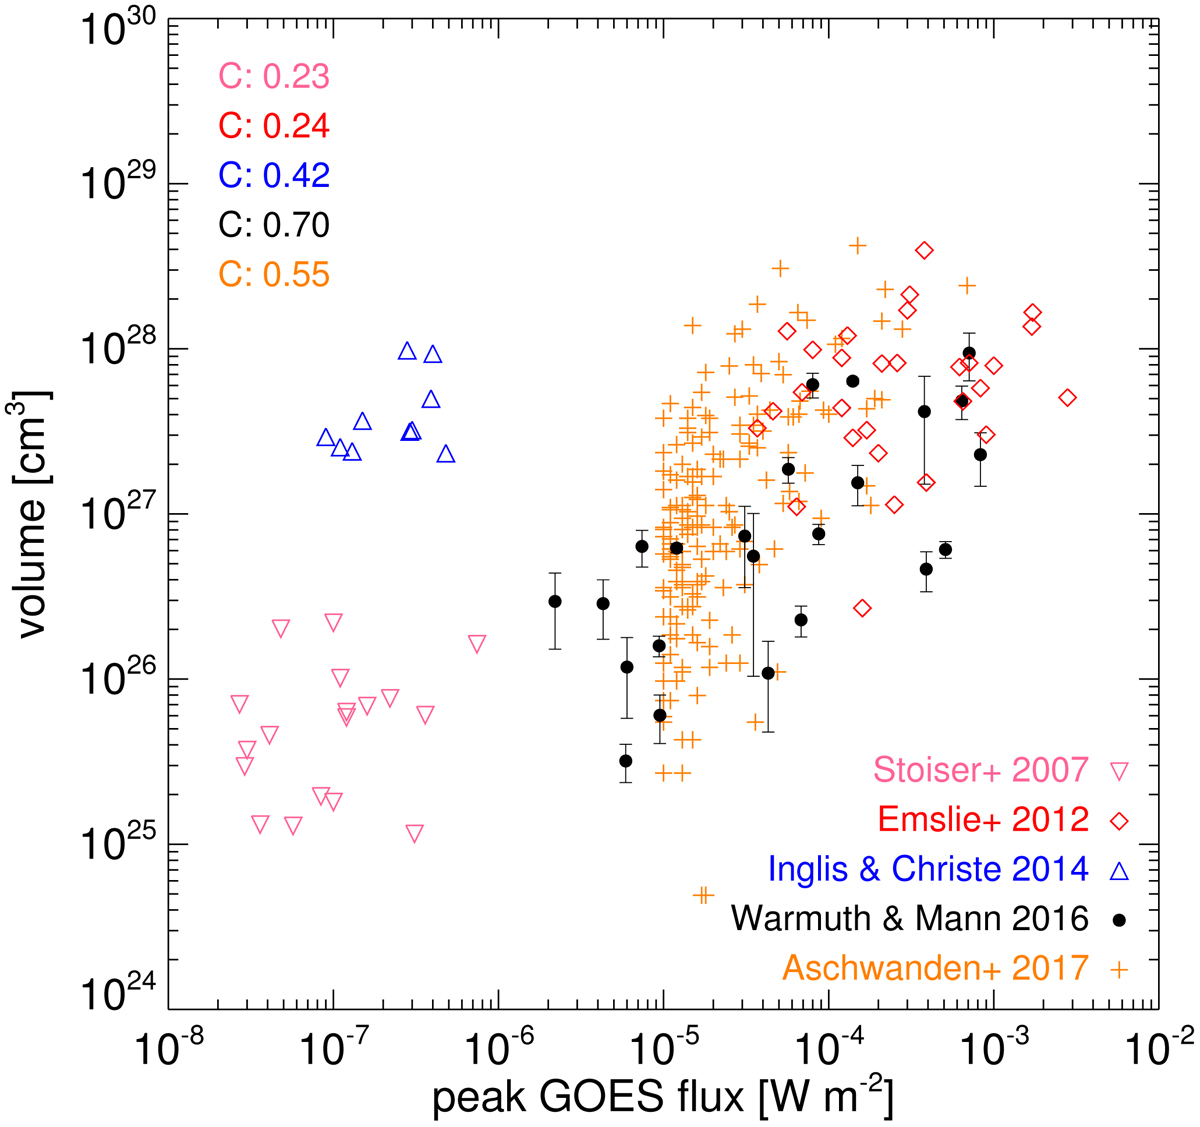 10^30
10^29
10^28
10^27
10^26
10^25
10^24
volume [cm^3]
C: 0.23
C: 0.24
C: 0.42
C: 0.70
C: 0.55
Stoiser+ 2007
Emslie+ 2012
Inglis & Christe 2014
Warmuth & Mann 2016
Aschwanden+ 2017
10^-8 10^-7 10^-6 10^-5 10^-4 10^-3 10^-2
peak GOES flux [W m^-2]